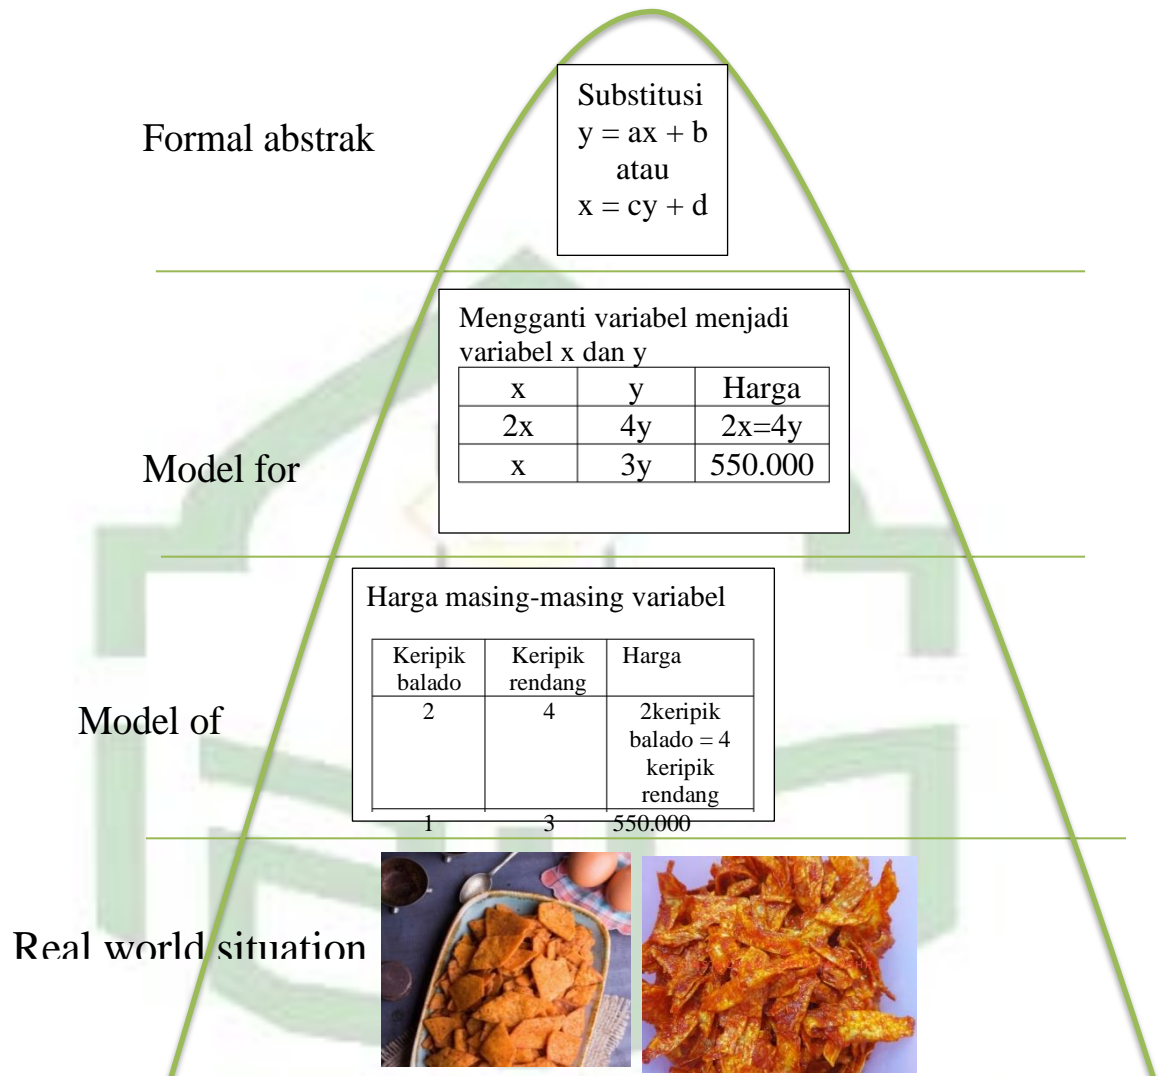 Formal abstrak
Substitusi
y = ax + b
atau
x = cy + d
Model for
Mengganti variabel menjadi
variabel x dan y
x y Harga
2x 4y 2x=4y
x 3y 550.000
Model of
Harga masing-masing variabel
Keripik balado Keripik rendang Harga
2 4 2keripik
balado = 4
keripik
rendang
1 3 550.000
Real world situation